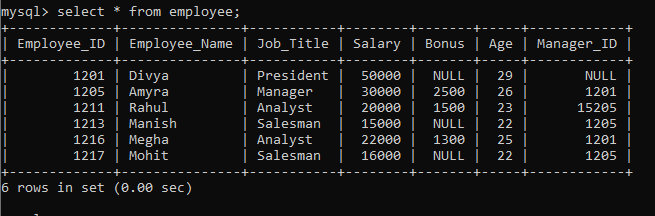 mysql> select * from employee;
+-------------+---------------+-----------+--------+-------+-----+------------+
| Employee_ID | Employee_Name | Job_Title | Salary | Bonus | Age | Manager_ID |
+-------------+---------------+-----------+--------+-------+-----+------------+
| 1201 | Divya | President | 50000 | NULL | 29 | NULL |
| 1205 | Amyra | Manager | 30000 | 2500 | 26 | 1201 |
| 1211 | Rahul | Analyst | 20000 | 1500 | 23 | 15205 |
| 1213 | Manish | Salesman | 15000 | NULL | 22 | 1205 |
| 1216 | Megha | Analyst | 22000 | 1300 | 25 | 1201 |
| 1217 | Mohit | Salesman | 16000 | NULL | 22 | 1205 |
+-------------+---------------+-----------+--------+-------+-----+------------+
6 rows in set (0.00 sec)